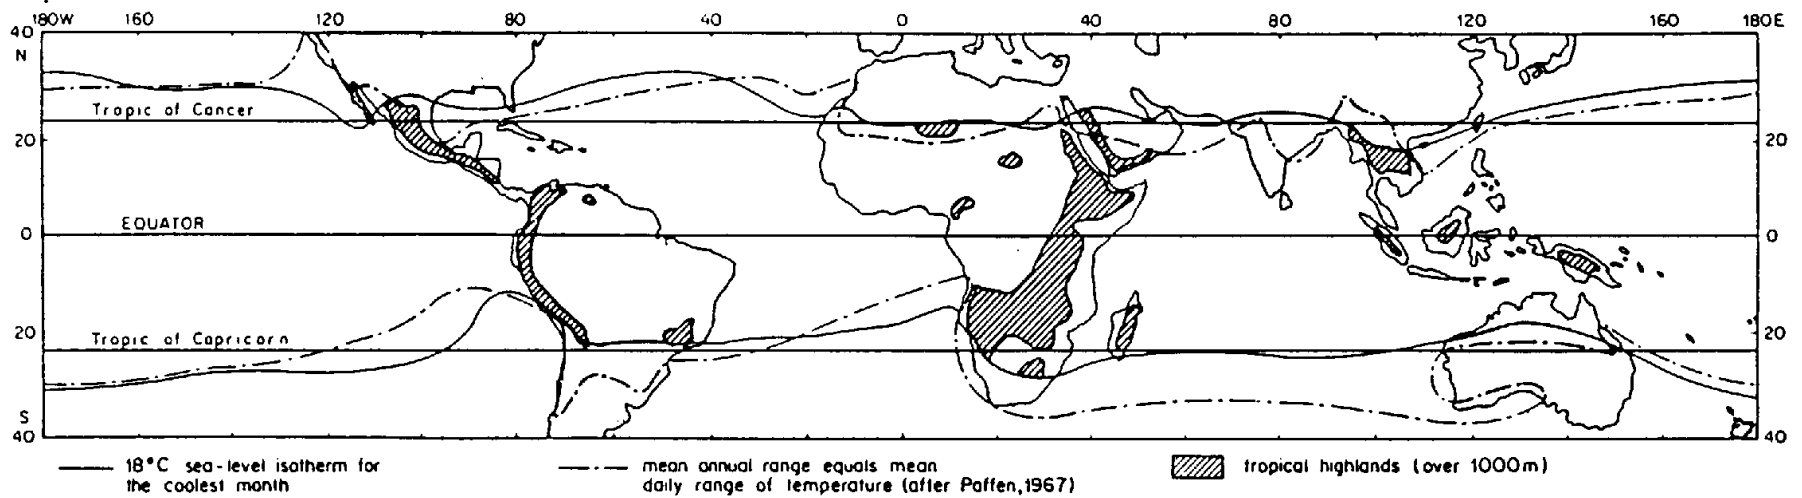 180W 160 120 80 40 0 40 80 120 160 180E
40 N
Tropic of Cancer
20 20
EQUATOR
0 0
20 20
Tropic of Capricorn
S
40 40
18°C sea-level isotherm for
the coolest month
mean annual range equals mean
daily range of temperature (after Paffen, 1967)
tropical highlands (over 1000m)